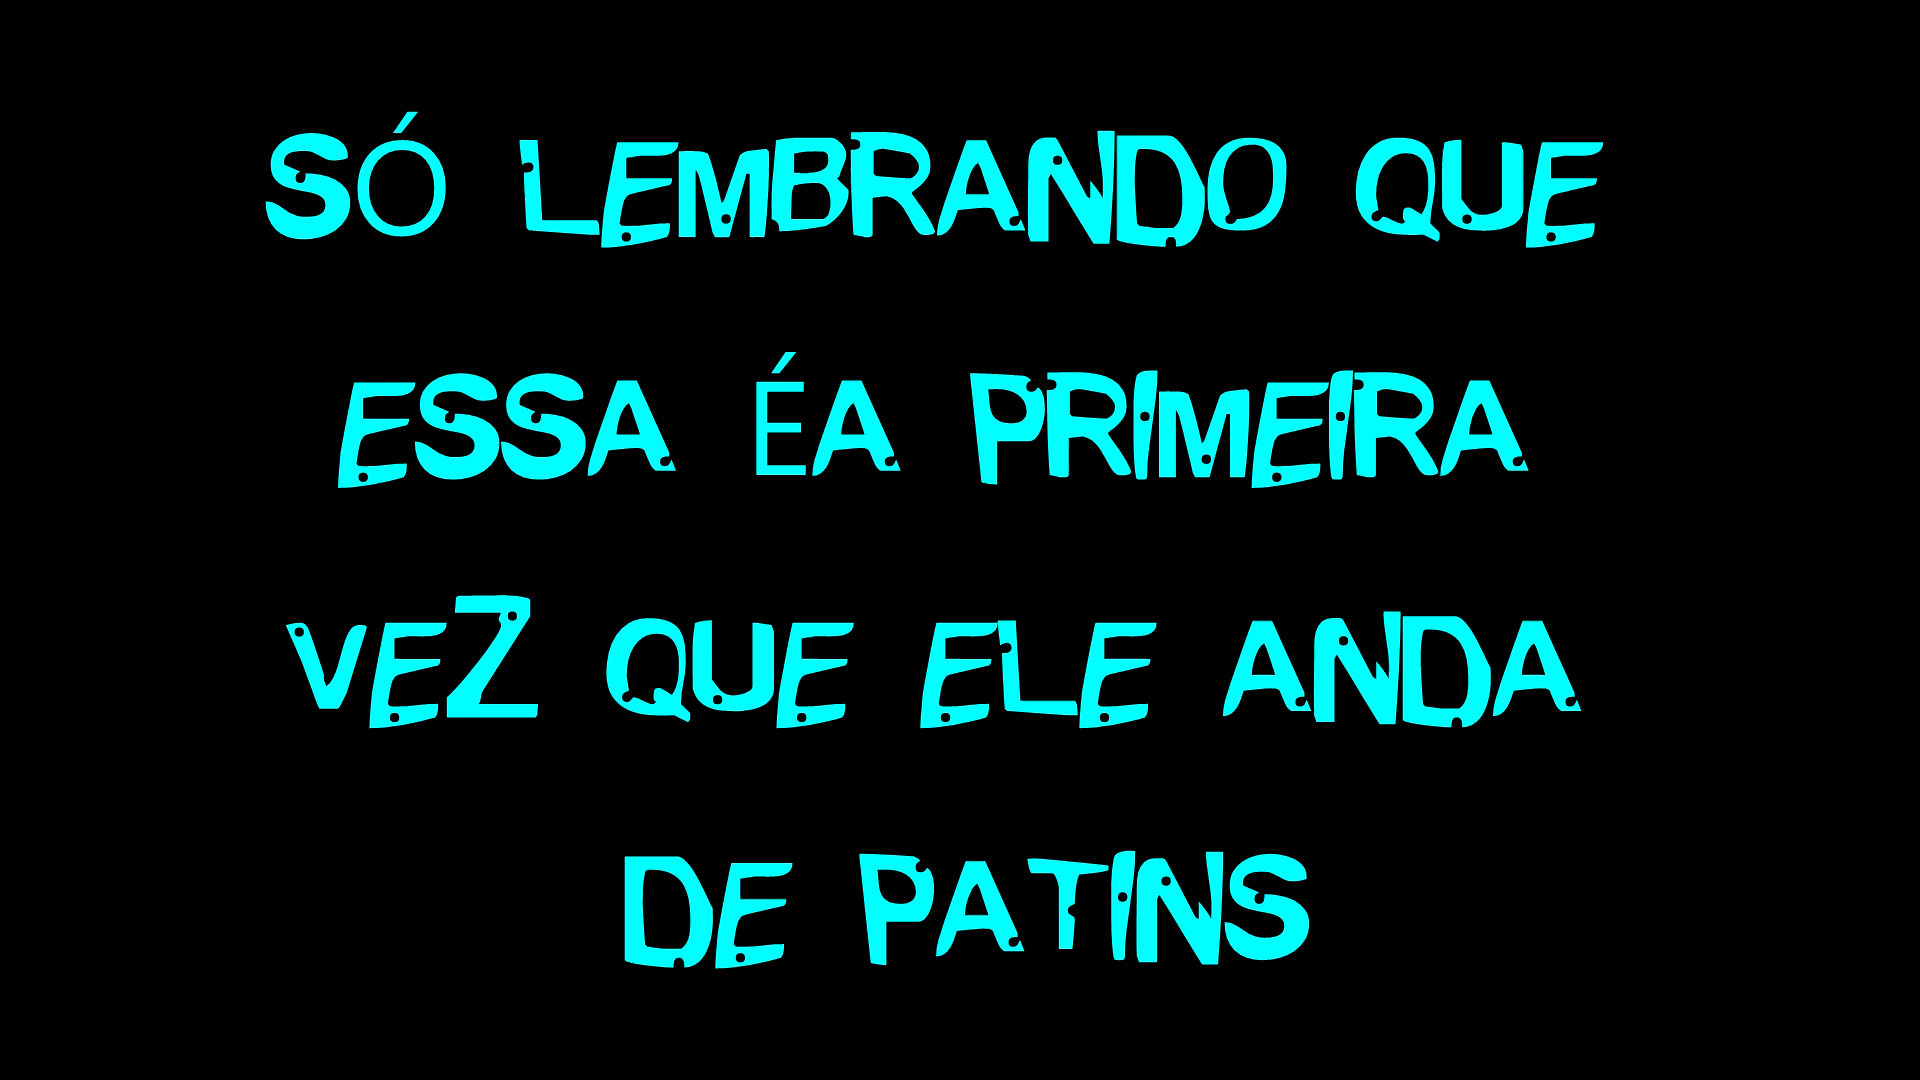 SÓ LEMBRANDO QUE
ESSA ÉA PRIMEIRA
VEZ QUE ELE ANDA
DE PATINS